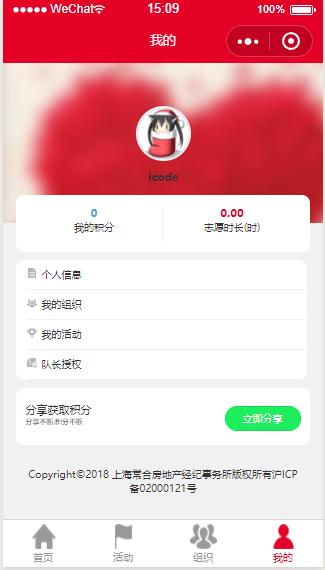 WeChat 15:09 100%
我的
icode
0 0.00
我的积分 志愿时长(时)
个人信息
我的组织
我的活动
队长授权
分享获取积分
分享不断,积分不断
立即分享
Copyright©2018 上海常合房地产经纪事务所版权所有沪ICP
备02000121号
首页 活动 组织 我的